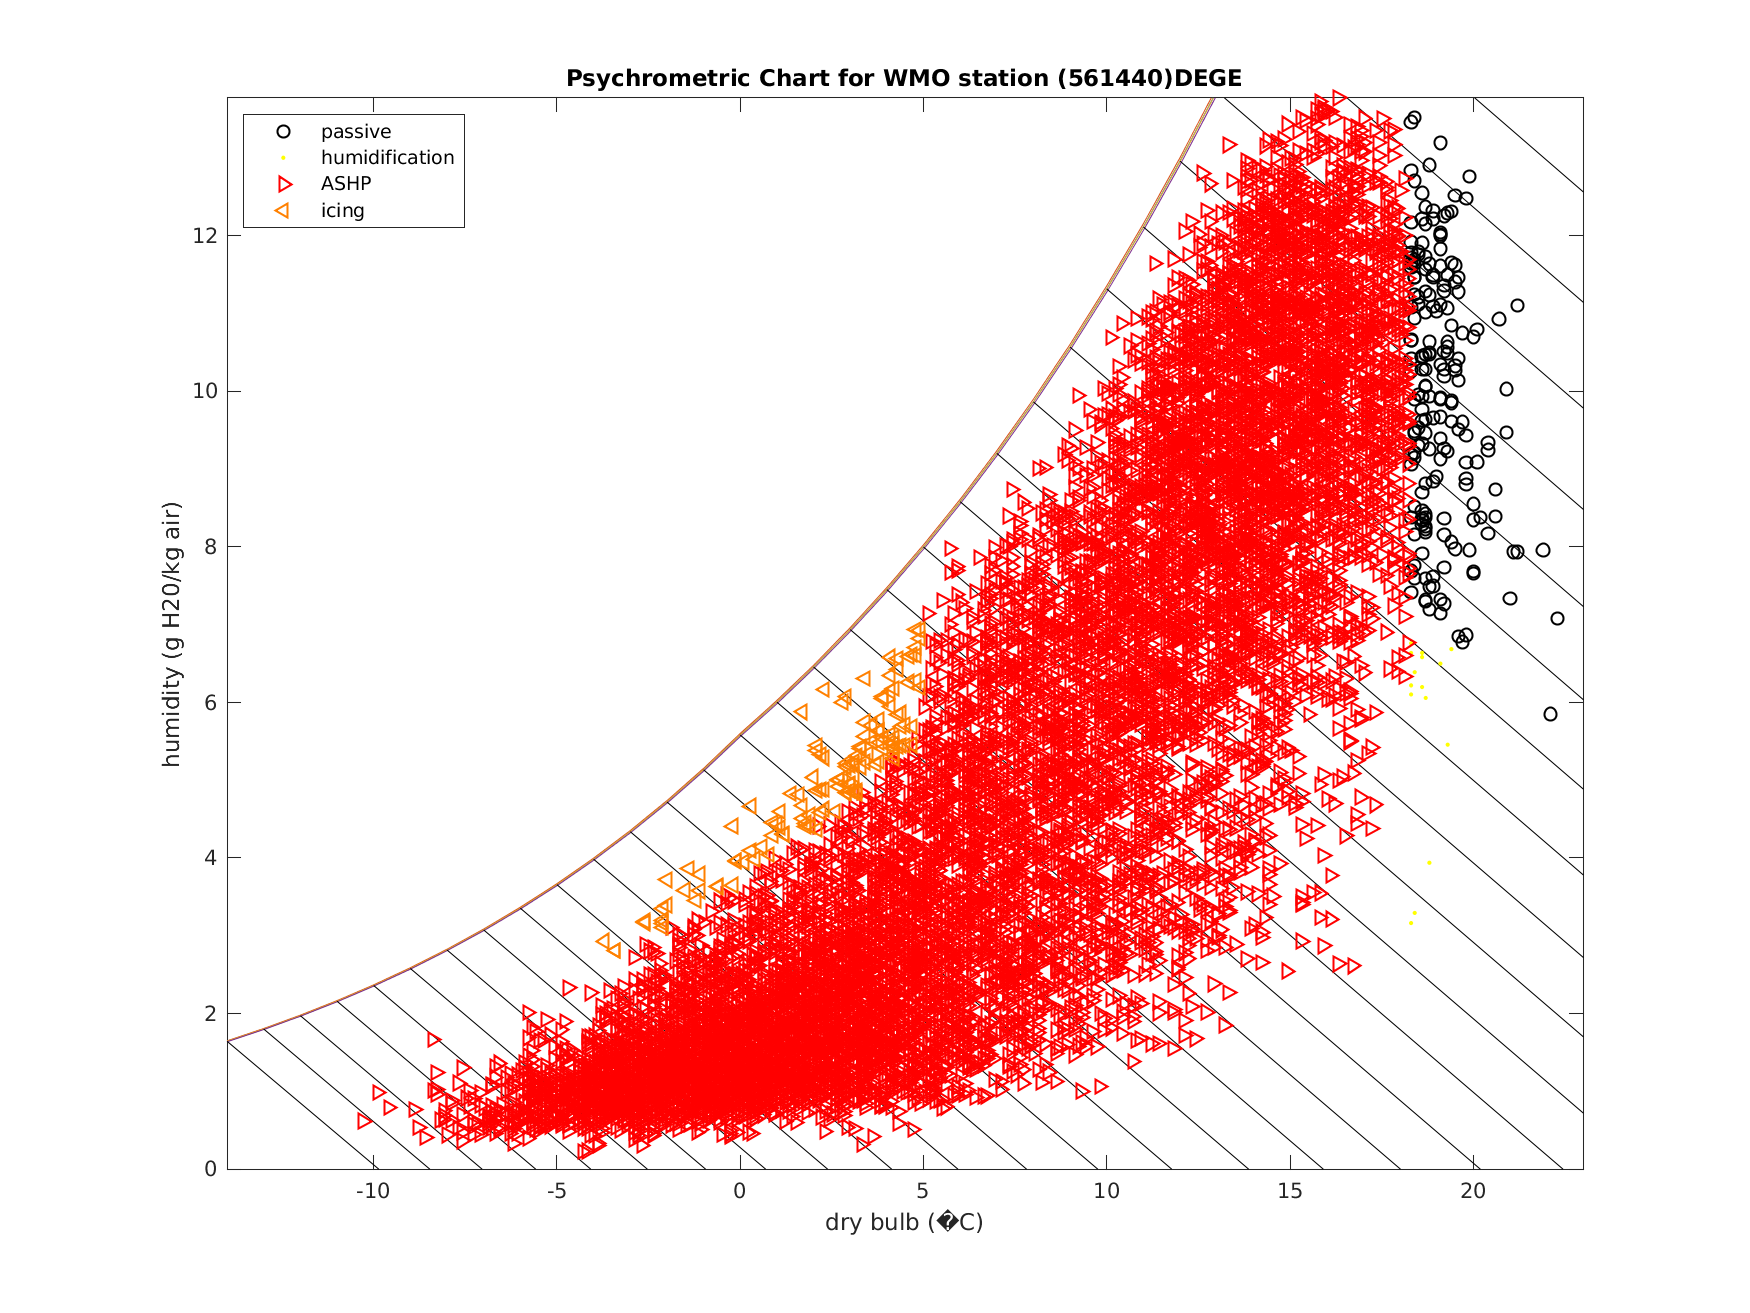 Psychrometric Chart for WMO station (561440)DEGE
passive
humidification
ASHP
icing
humidity (g H20/kg air)
12
10
8
6
4
2
0
-10 -5 0 5 10 15 20
dry bulb (�C)